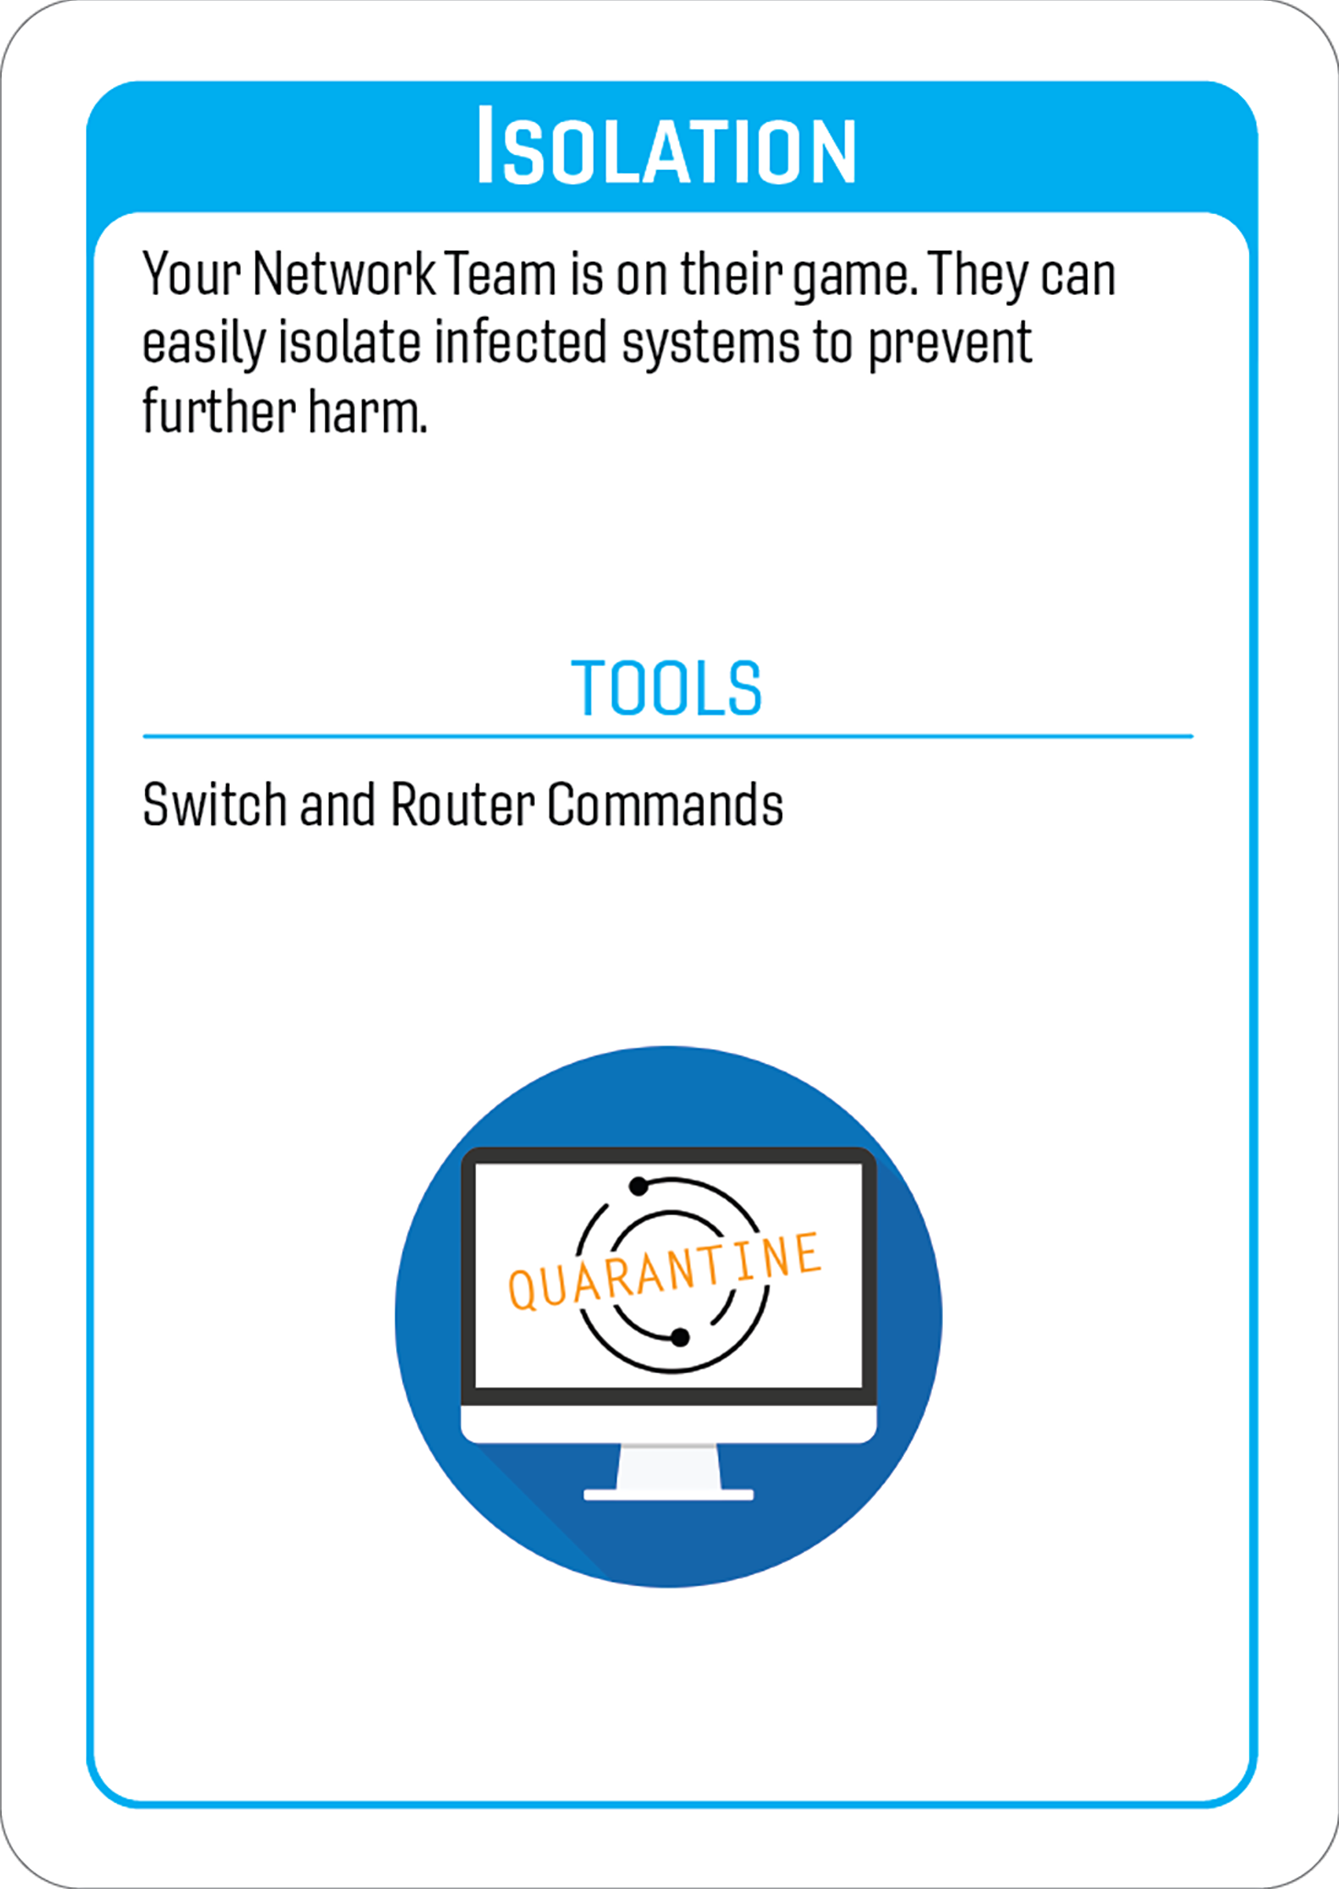 Isolation
Your Network Team is on their game. They can
easily isolate infected systems to prevent
further harm.
TOOLS
Switch and Router Commands
QUARANTINE